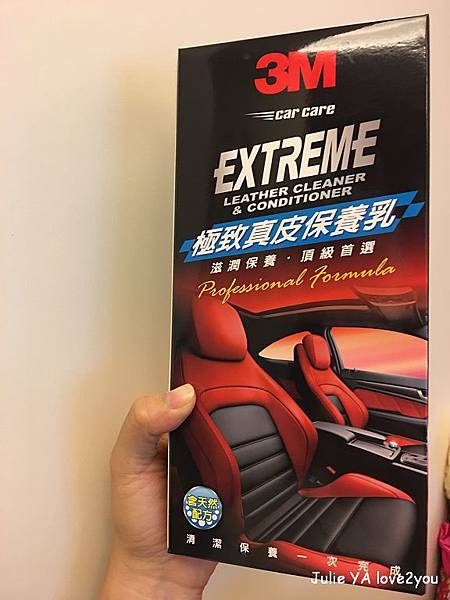 3M
car care
EXTREME
LEATHER CLEANER
& CONDITIONER
極致真皮保養乳
滋潤保養·頂級首選
Professional Formula
含天然
配方
清潔保養一次完成
Julie YA love2you